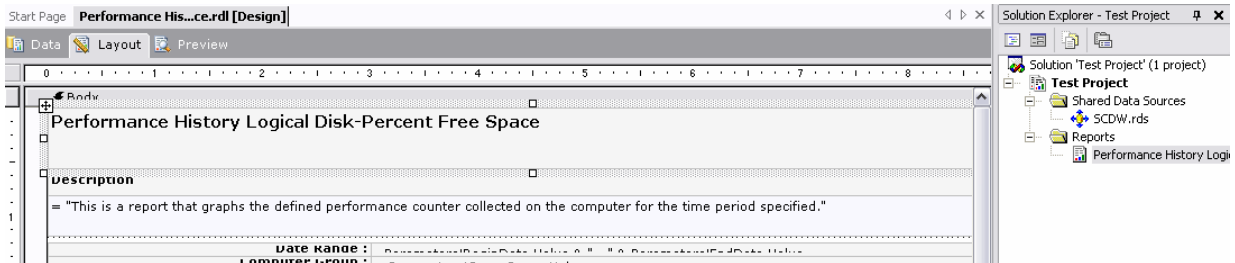 Start Page Performance His...ce.rdl [Design]
Solution Explorer - Test Project
Data Layout Preview
Solution 'Test Project' (1 project)
0 1 2 3 4 5 6 7 8
Test Project
Body
Shared Data Sources
Performance History Logical Disk-Percent Free Space
SCDW.rds
Reports
Performance History Logi
Description
= "This is a report that graphs the defined performance counter collected on the computer for the time period specified."
1
Date Range :
Computer Group :